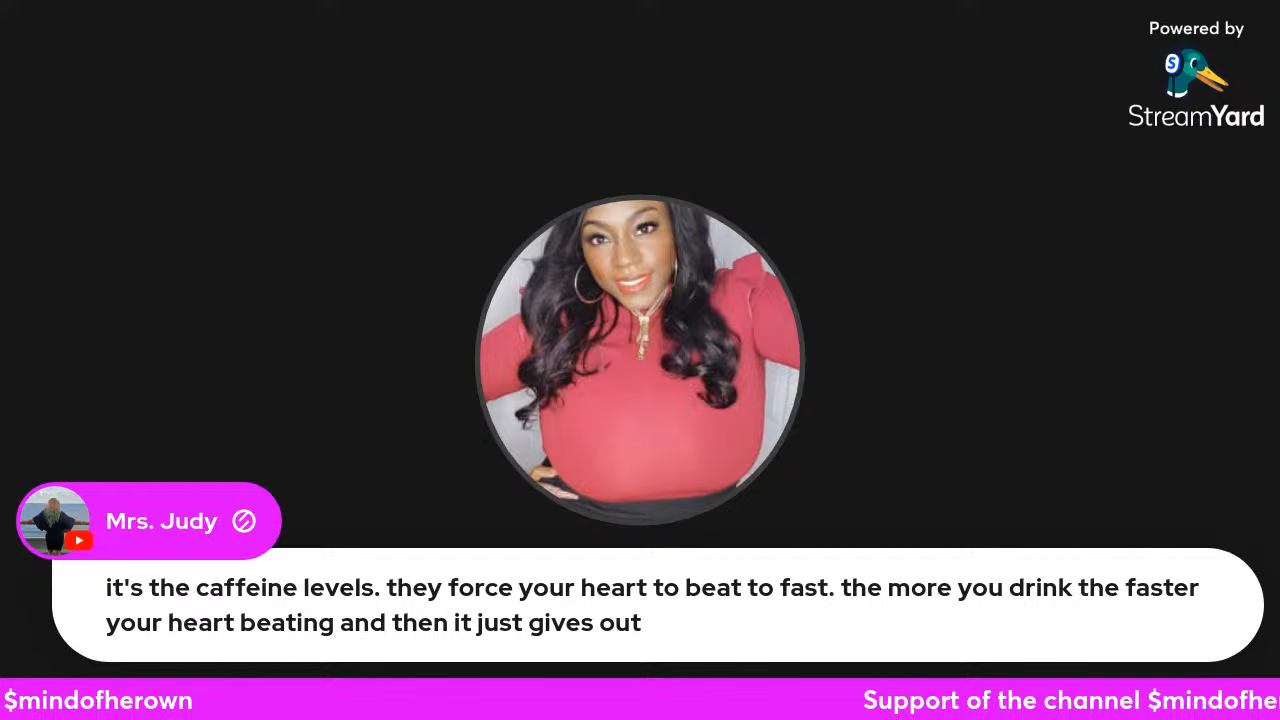 Powered by
S
StreamYard
Mrs. Judy
it's the caffeine levels. they force your heart to beat to fast. the more you drink the faster
your heart beating and then it just gives out
$mindofherown
Support of the channel $mindofhe